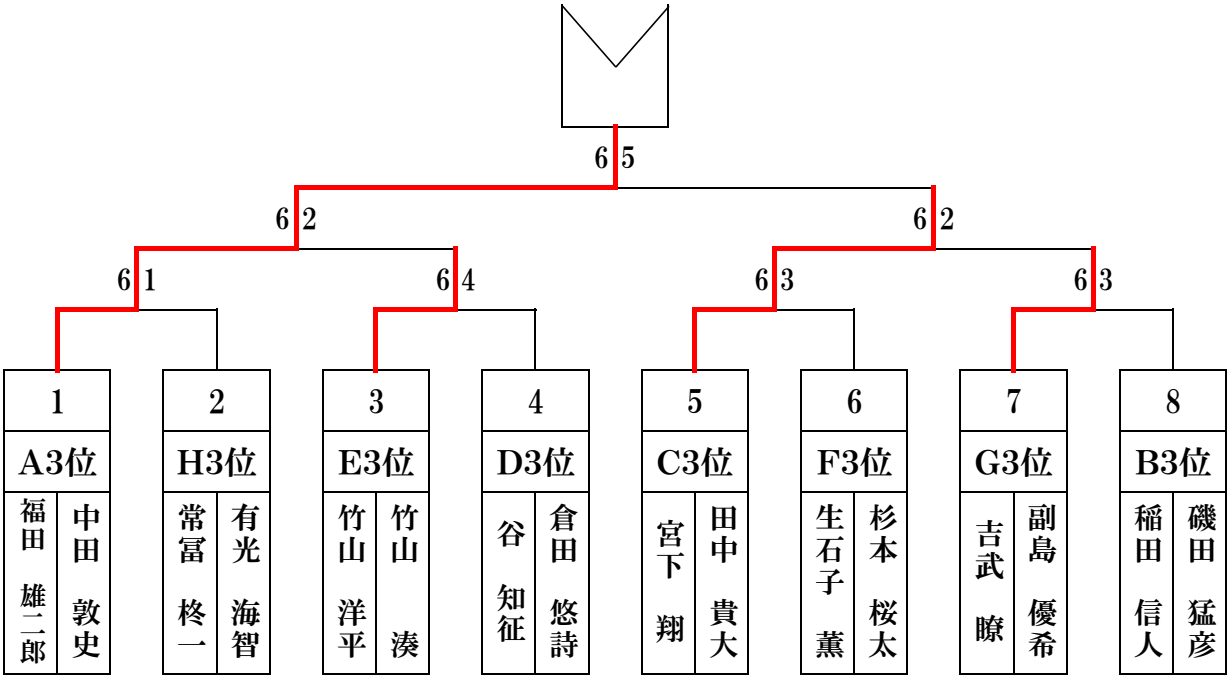 6 5
6 2
6 2
6 1
6 4
6 3
6 3
1
2
3
4
5
6
7
8
A3位
H3位
E3位
D3位
C3位
F3位
G3位
B3位
中田 敦史
福田 雄二郎
有光 海智
常冨 柊一
竹山 湊
竹山 洋平
倉田 悠詩
谷 知征
田中 貴大
宮下 翔
杉本 桜太
生石子 薫
副島 優希
吉武 瞭
磯田 猛彦
稲田 信人